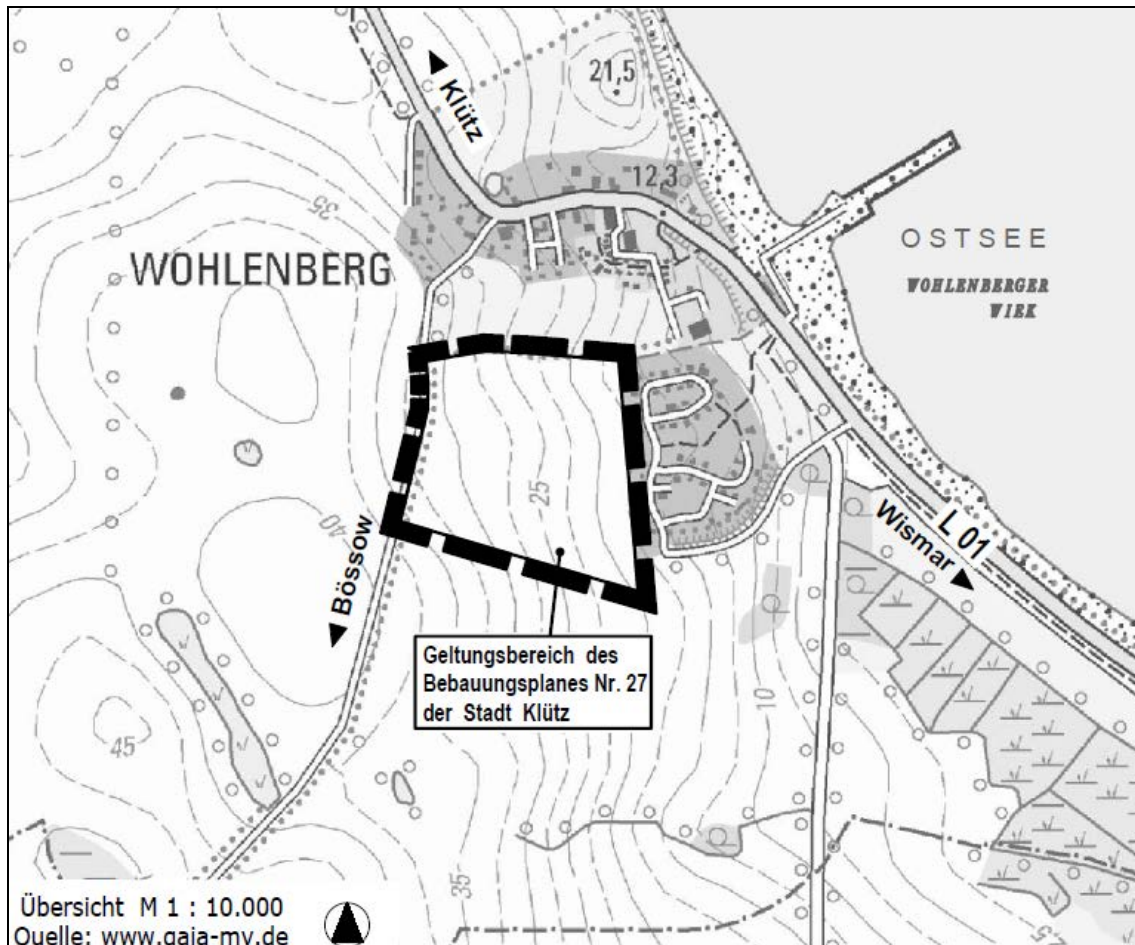 Klütz
21,5
12,3
35
OSTSEE
WOHLENBERGER
WIEK
WOHLENBERG
25
40
Bössow
L 01
Wismar
Geltungsbereich des
Bebauungsplanes Nr. 27
der Stadt Klütz
10
45
35
5
Übersicht M 1 : 10.000
Quelle: www.gaia-mv.de